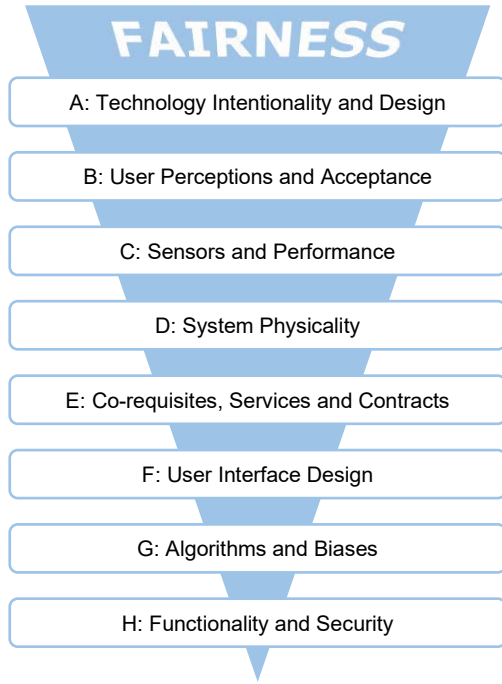 FAIRNESS
A: Technology Intentionality and Design
B: User Perceptions and Acceptance
C: Sensors and Performance
D: System Physicality
E: Co-requisites, Services and Contracts
F: User Interface Design
G: Algorithms and Biases
H: Functionality and Security